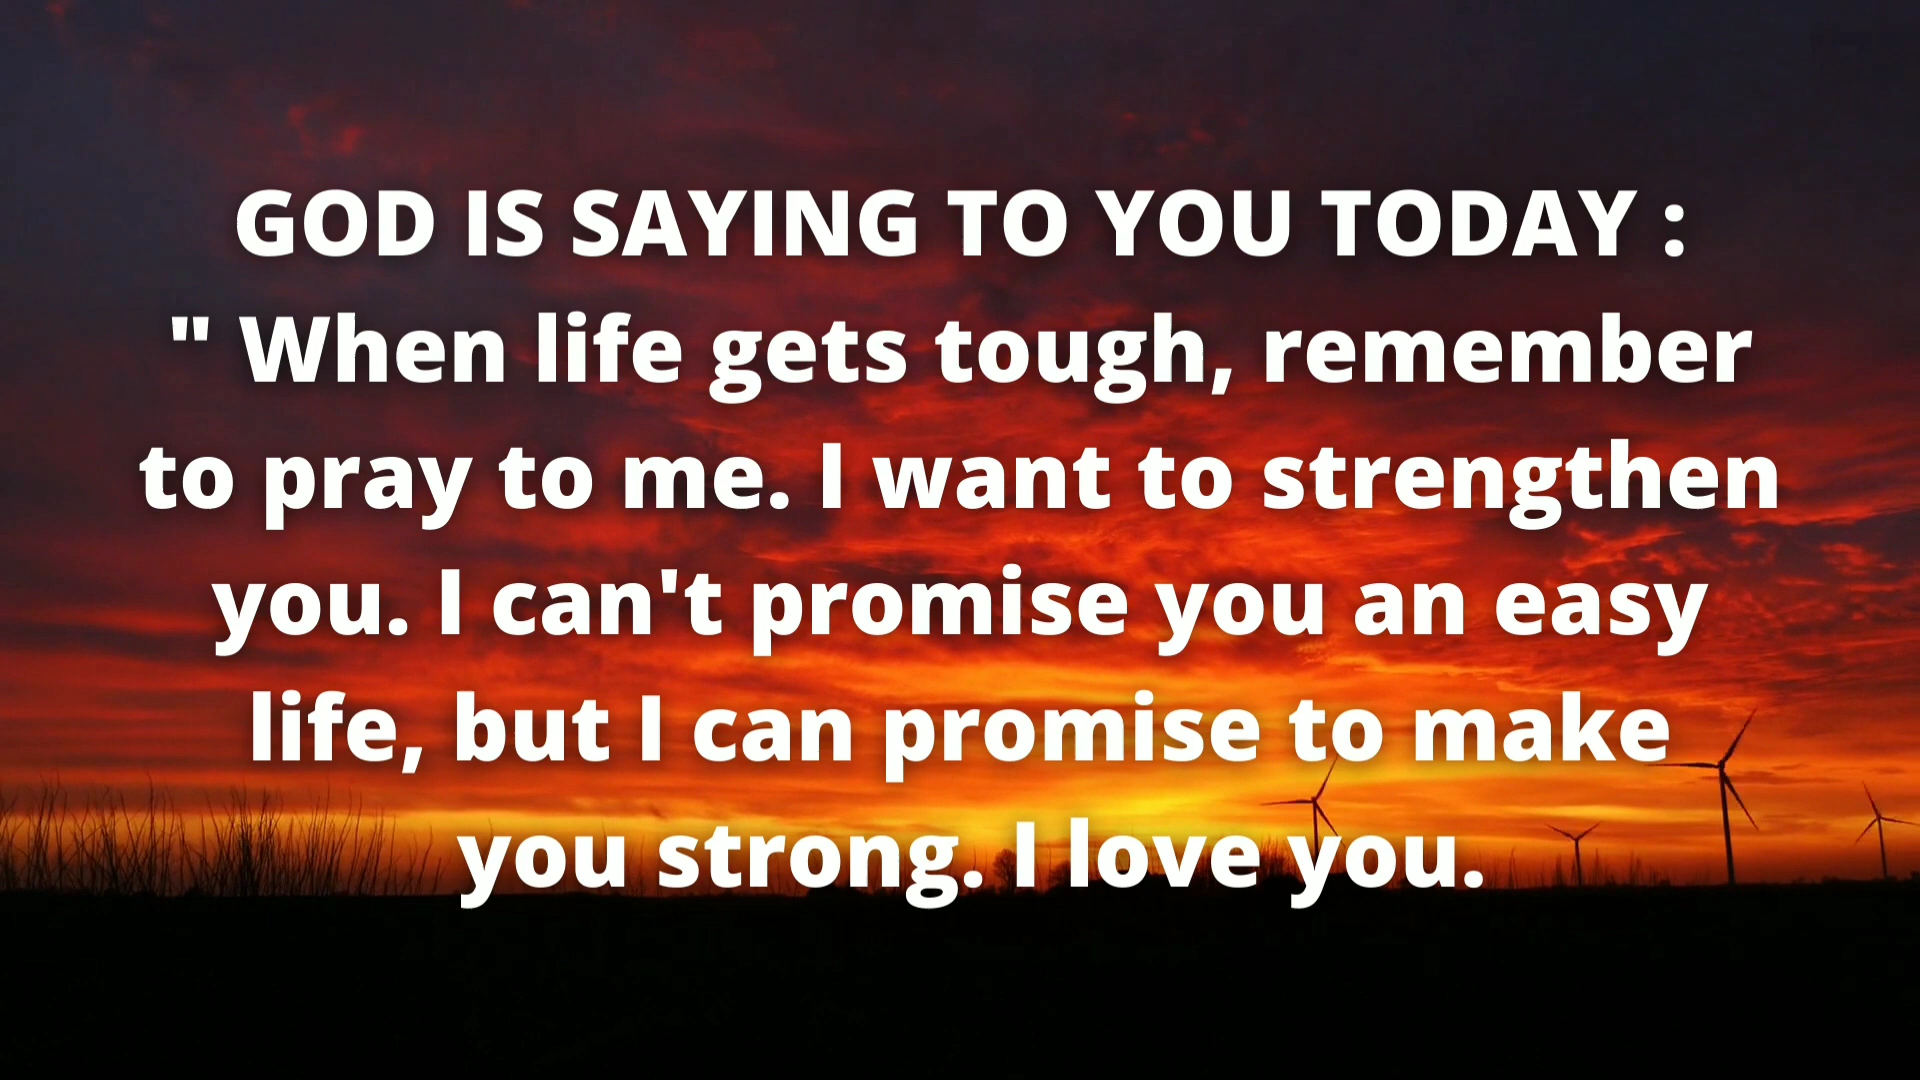 GOD IS SAYING TO YOU TODAY :
" When life gets tough, remember
to pray to me. I want to strengthen
you. I can't promise you an easy
life, but I can promise to make
you strong. I love you.